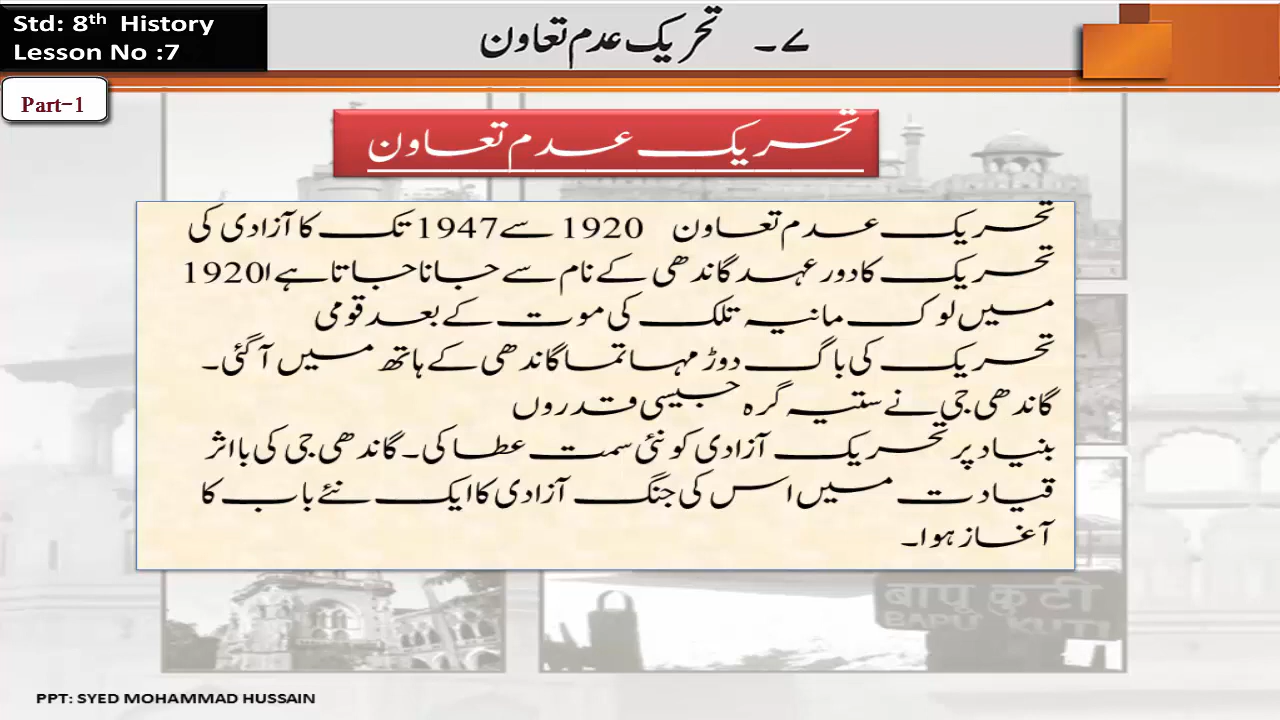 Std: 8th History
Lesson No :7
۷۔ تحریک عدم تعاون
Part-1
تحریک عدم تعاون
تحریک عدم تعاون 1920 سے 1947 تک کا آزادی کی
تحریک کا دور عہد گاندھی کے نام سے جانا جاتا ہے ا1920
میں لوک مانیہ تلک کی موت کے بعد قومی
تحریک کی باگ دوڑ مہاتما گاندھی کے ہاتھ میں آگئی۔
گاندھی جی نے ستیہ گرہ جیسی قدروں
بنیاد پر تحریک آزادی کو نئی سمت عطا کی۔ گاندھی جی کی با اثر
قیادت میں اس کی جنگ آزادی کا ایک نئے باب کا
آغاز ہوا۔
बापू कुटी
BAPU KUTI
PPT: SYED MOHAMMAD HUSSAIN